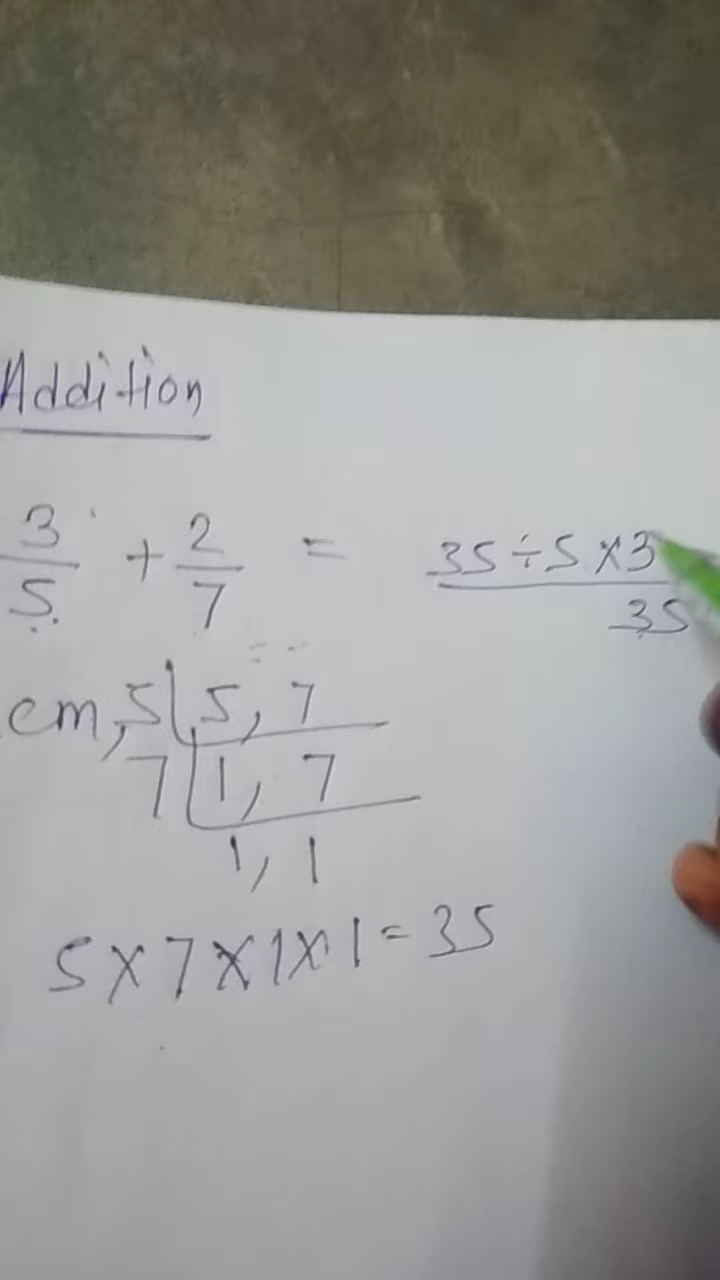 Addition
3/5 + 2/7 = 35÷5×3/35
cm, 5 | 5, 7
7 | 1, 7
1, 1
5×7×1×1=35